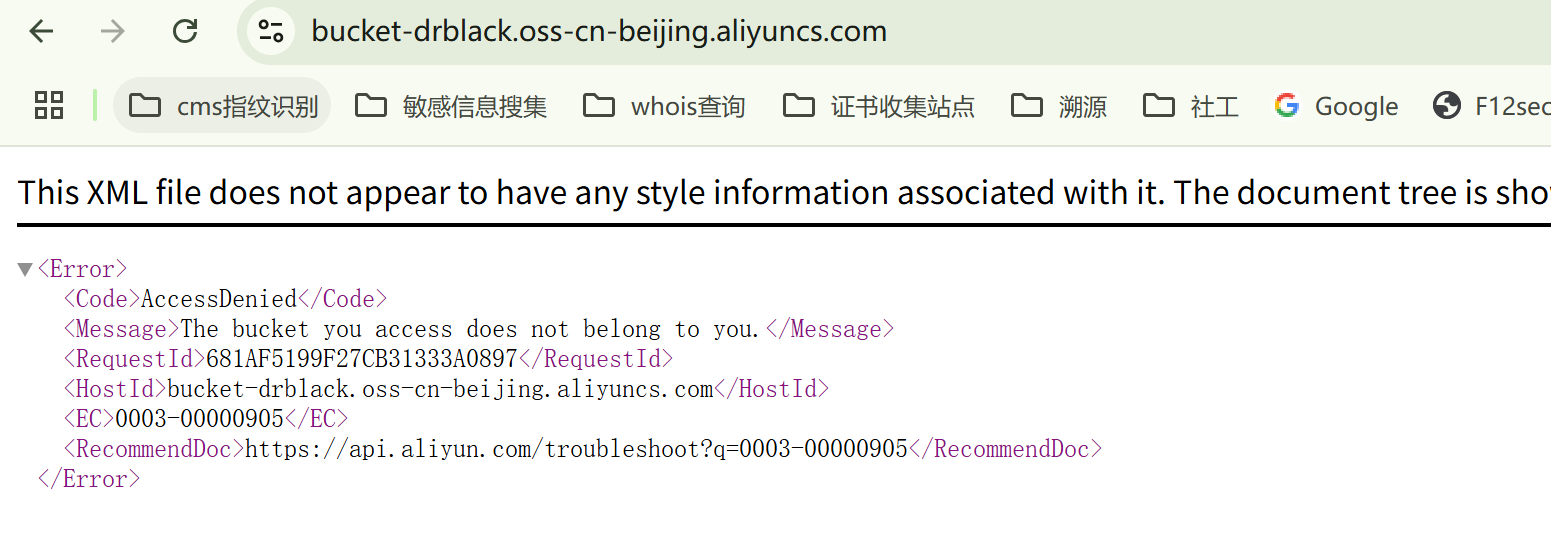 bucket-drblack.oss-cn-beijing.aliyuncs.com
cms指纹识别 敏感信息搜集 whois查询 证书收集站点 溯源 社工 Google F12sec
This XML file does not appear to have any style information associated with it. The document tree is sho
▼<Error>
<Code>AccessDenied</Code>
<Message>The bucket you access does not belong to you.</Message>
<RequestId>681AF5199F27CB31333A0897</RequestId>
<HostId>bucket-drblack.oss-cn-beijing.aliyuncs.com</HostId>
<EC>0003-00000905</EC>
<RecommendDoc>https://api.aliyun.com/troubleshoot?q=0003-00000905</RecommendDoc>
</Error>